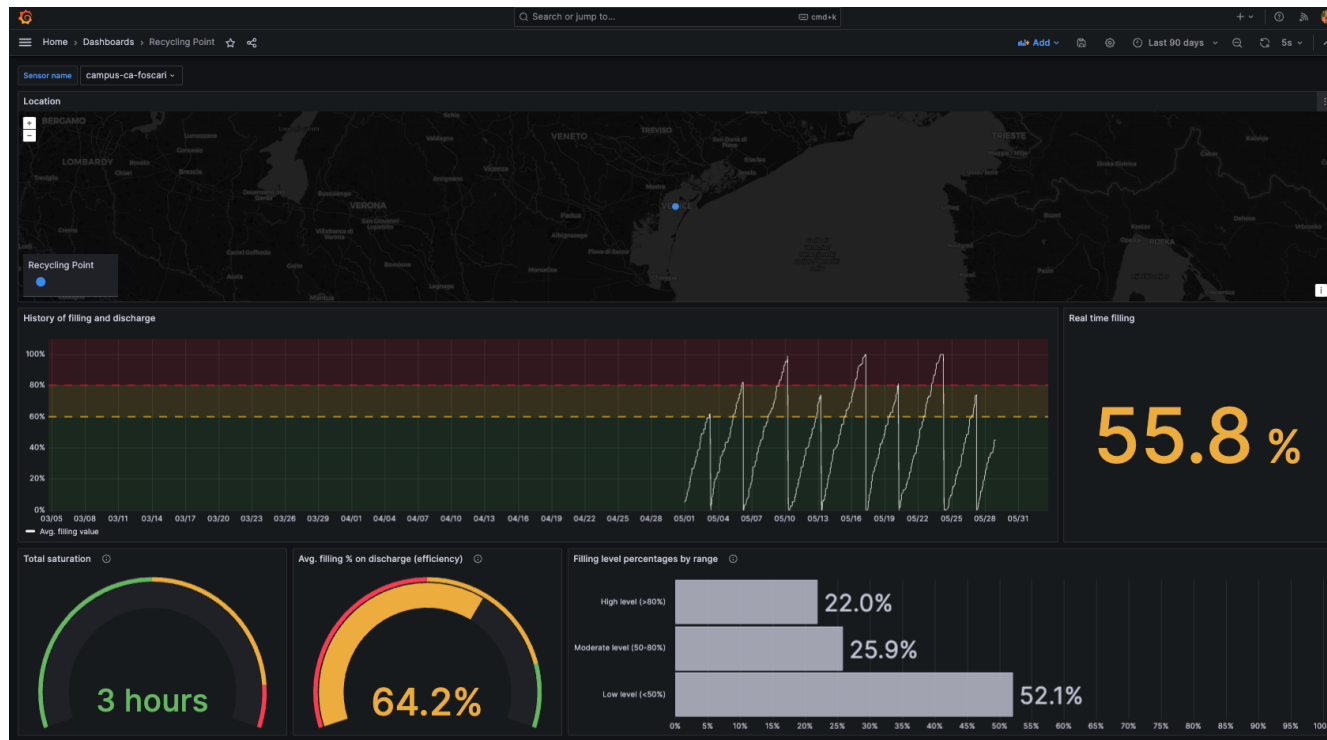 Search or jump to...
cmd+k
Home › Dashboards › Recycling Point
Add
Last 90 days
5s
Sensor name
campus-ca-foscari
Location
+
−
BERGAMO
LOMBARDY
Brescia
VERONA
VENETO
Vicenza
Padua
TREVISO
Mestre
VENICE
TRIESTE
RIJEKA
Recycling Point
i
History of filling and discharge
100%
80%
60%
40%
20%
0%
03/05 03/08 03/11 03/14 03/17 03/20 03/23 03/26 03/29 04/01 04/04 04/07 04/10 04/13 04/16 04/19 04/22 04/25 04/28 05/01 05/04 05/07 05/10 05/13 05/16 05/19 05/22 05/25 05/28 05/31
Avg. filling value
Real time filling
55.8 %
Total saturation
3 hours
Avg. filling % on discharge (efficiency)
64.2%
Filling level percentages by range
High level (>80%)
22.0%
Moderate level (50-80%)
25.9%
Low level (<50%)
52.1%
0% 5% 10% 15% 20% 25% 30% 35% 40% 45% 50% 55% 60% 65% 70% 75% 80% 85% 90% 95% 100